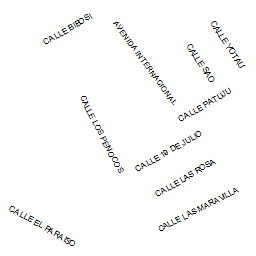 CALLE BIBOSI
AVENIDA INTERNACIONAL
CALLE YOTAU
CALLE SAO
CALLE PATUJU
CALLE LOS PENOCOS
CALLE 19 DE JULIO
CALLE LAS ROSA
CALLE LAS MARAVILLA
CALLE EL PARAISO